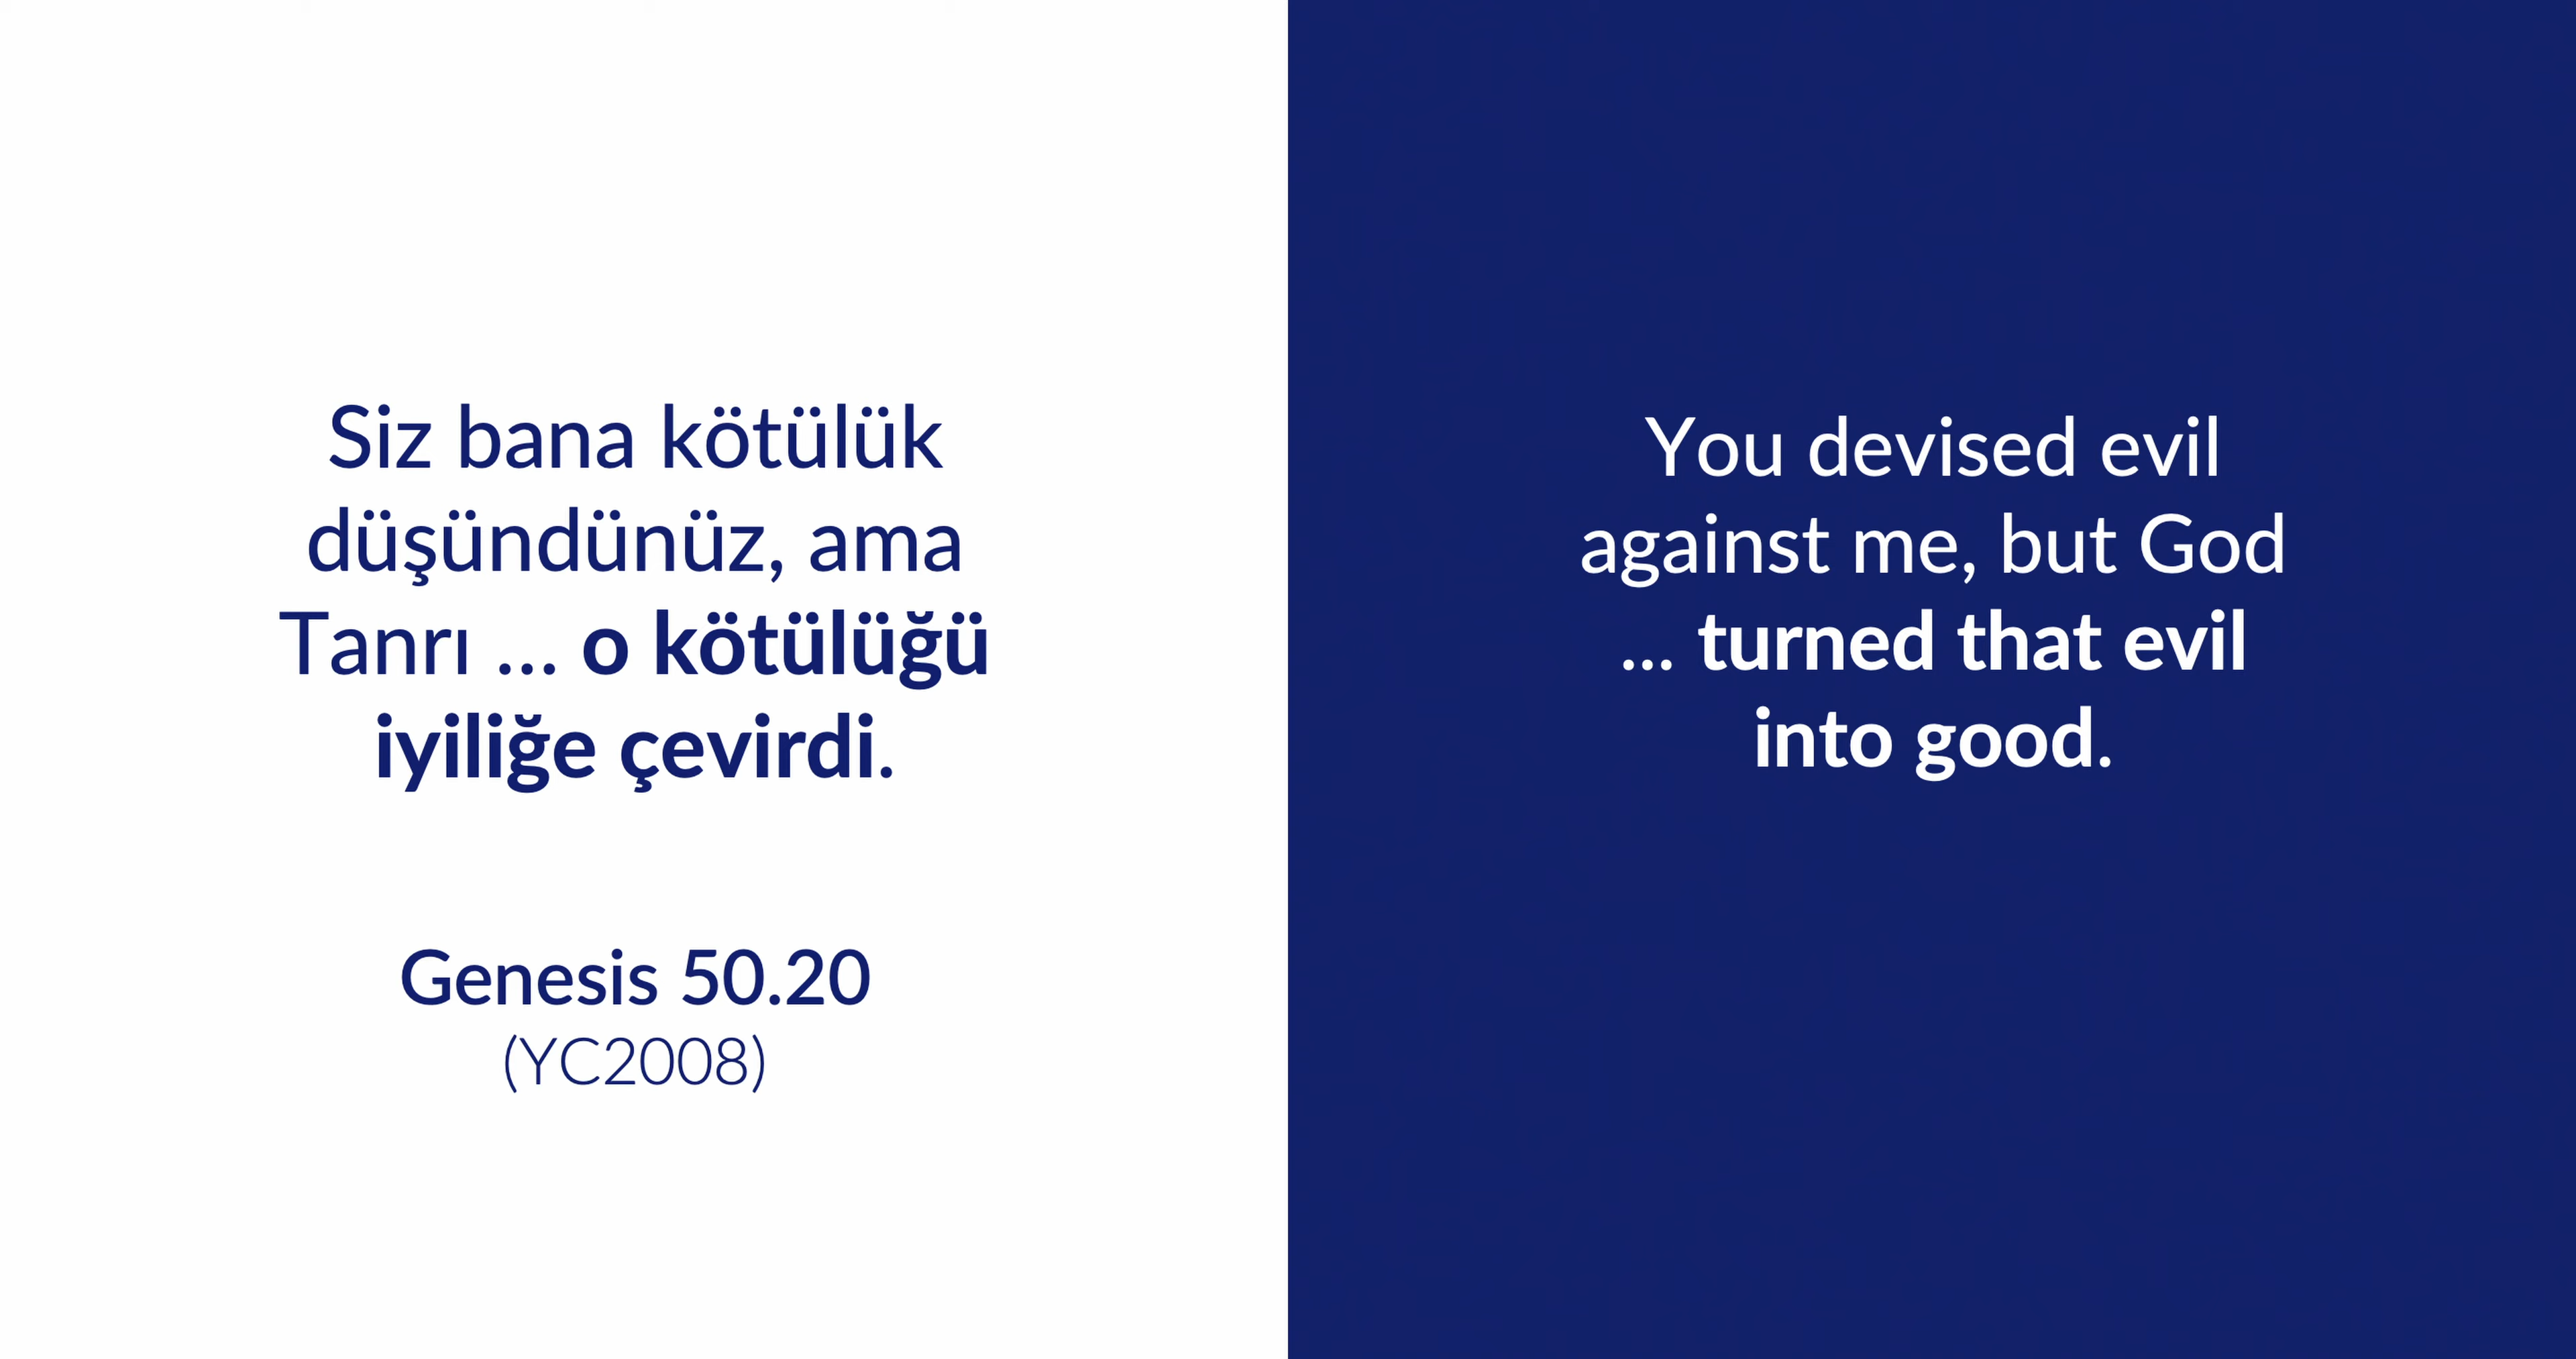 Siz bana kötülük
düşündünüz, ama
Tanrı ... o kötülüğü
iyiliğe çevirdi.
Genesis 50.20
(YC2008)
You devised evil
against me, but God
... turned that evil
into good.